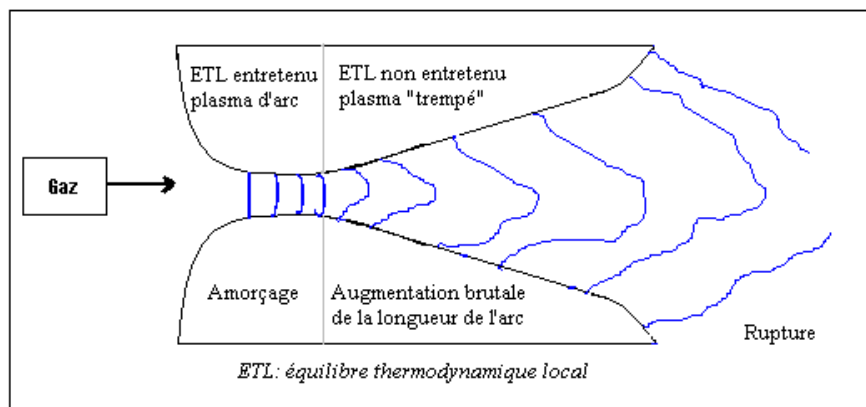 ETL entretenu
plasma d'arc
ETL non entretenu
plasma "trempé"
Gaz
Amorçage
Augmentation brutale
de la longueur de l'arc
Rupture
ETL: équilibre thermodynamique local